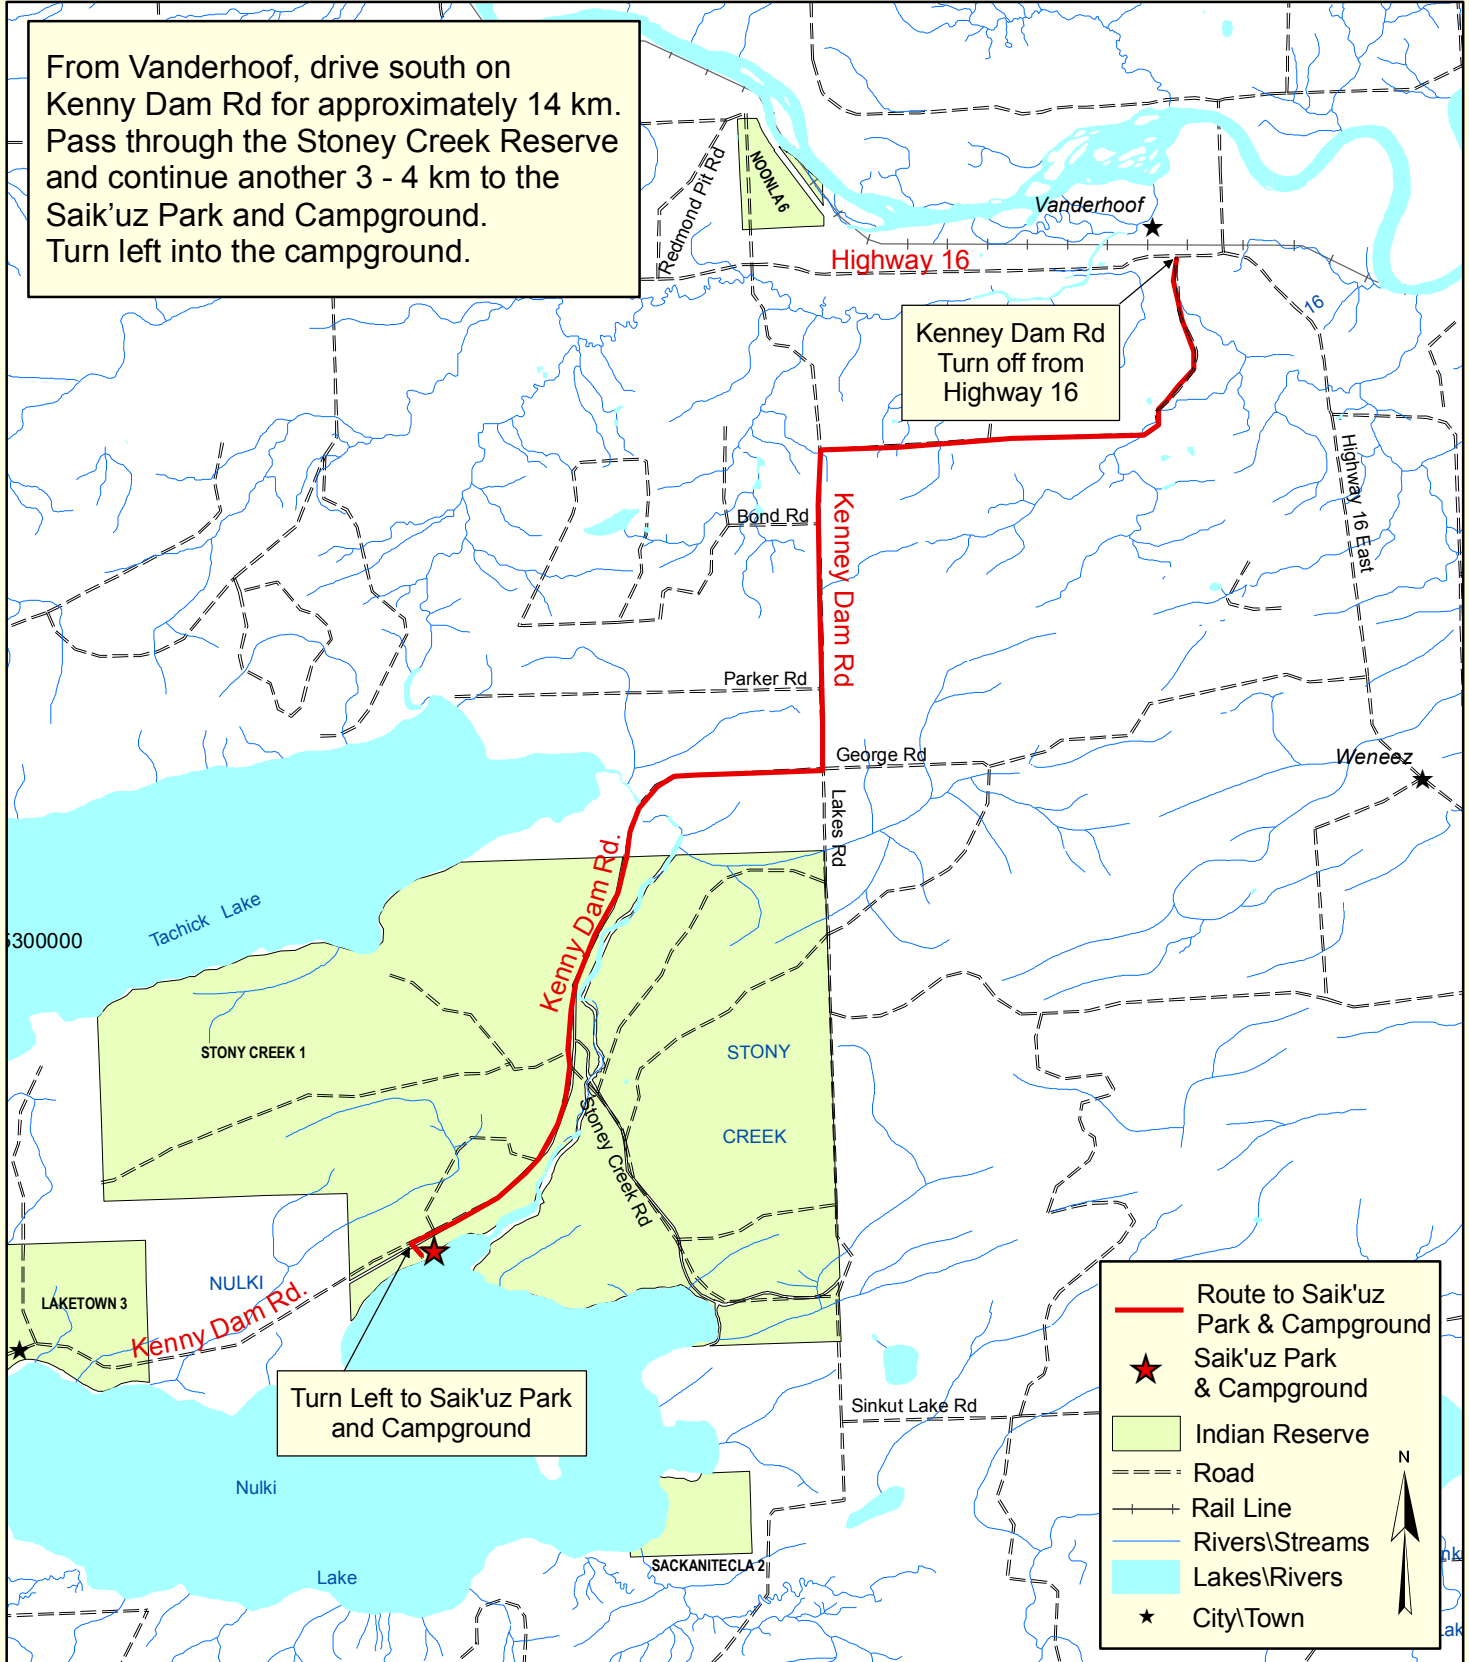 From Vanderhoof, drive south on
Kenny Dam Rd for approximately 14 km.
Pass through the Stoney Creek Reserve
and continue another 3 - 4 km to the
Saik'uz Park and Campground.
Turn left into the campground.
NOONLA 6
Redmond Pit Rd
Vanderhoof
Highway 16
16
Kenney Dam Rd
Turn off from
Highway 16
Highway 16 East
Bond Rd
Kenney Dam Rd
Parker Rd
George Rd
Weneez
Lakes Rd
Kenny Dam Rd.
Tachick Lake
5300000
STONY CREEK 1
STONY
CREEK
Stoney Creek Rd
NULKI
LAKETOWN 3
Kenny Dam Rd.
Turn Left to Saik'uz Park
and Campground
Sinkut Lake Rd
Nulki
Lake
SACKANITECLA 2
Route to Saik'uz
Park & Campground
Saik'uz Park
& Campground
Indian Reserve
Road
Rail Line
Rivers\Streams
Lakes\Rivers
City\Town
N